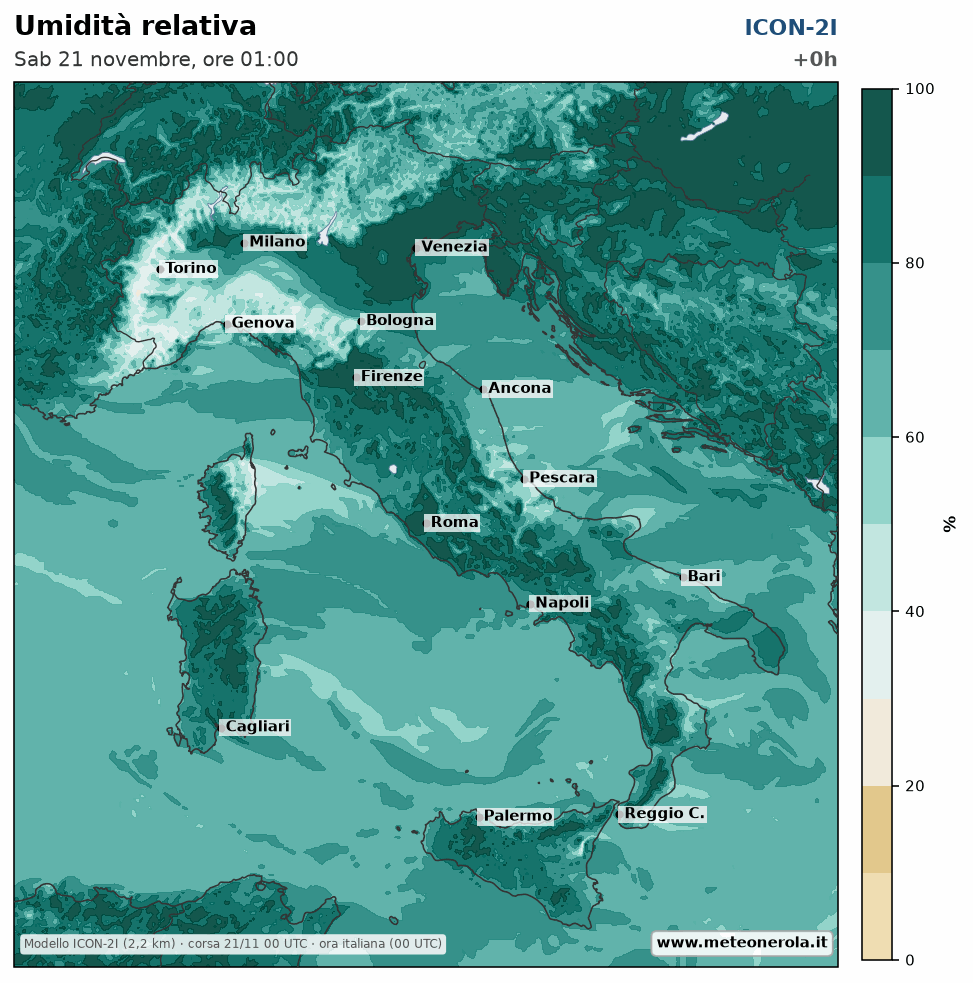 Umidità relativa
ICON-2I
Sab 21 novembre, ore 01:00
+0h
100
80
60
40
20
0
%
Milano
Venezia
Torino
Genova
Bologna
Firenze
Ancona
Pescara
Roma
Bari
Napoli
Cagliari
Palermo
Reggio C.
Modello ICON-2I (2,2 km) · corsa 21/11 00 UTC · ora italiana (00 UTC)
www.meteonerola.it